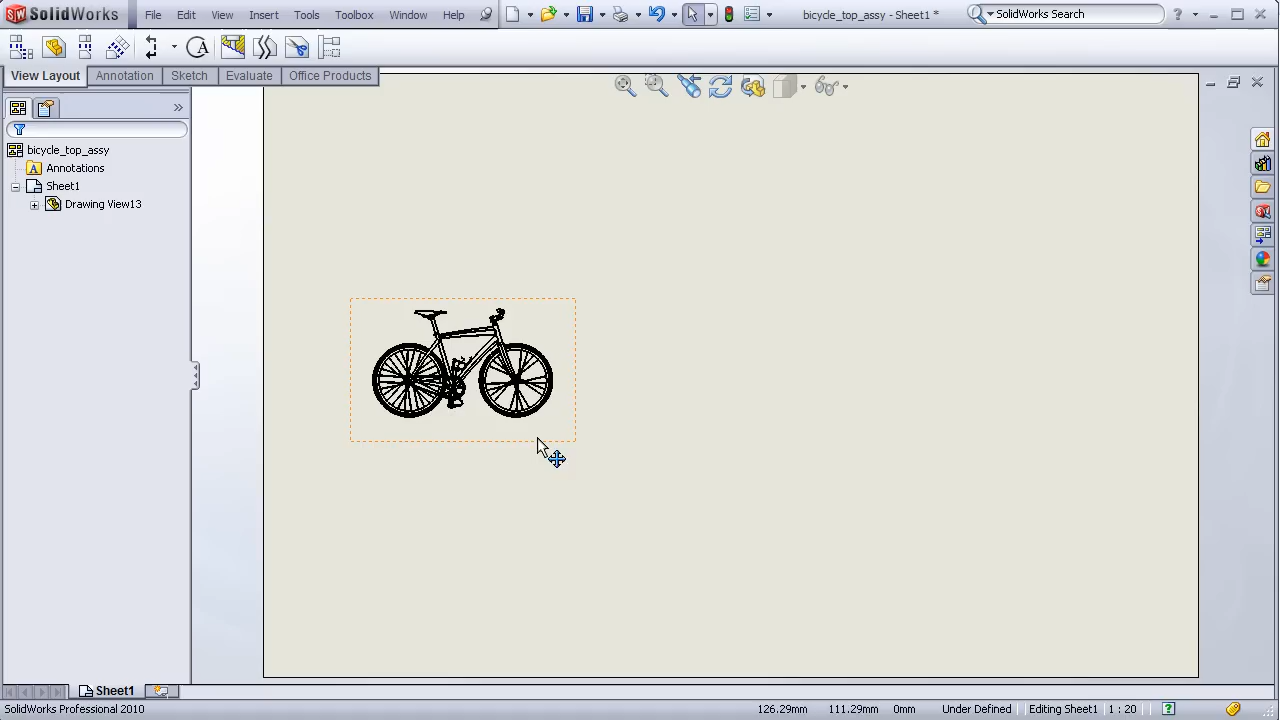 SolidWorks File Edit View Insert Tools Toolbox Window Help bicycle_top_assy - Sheet1 * SolidWorks Search ?
View Layout Annotation Sketch Evaluate Office Products
bicycle_top_assy
A Annotations
Sheet1
Drawing View13
Sheet1
SolidWorks Professional 2010 126.29mm 111.29mm 0mm Under Defined Editing Sheet1 1 : 20 ?